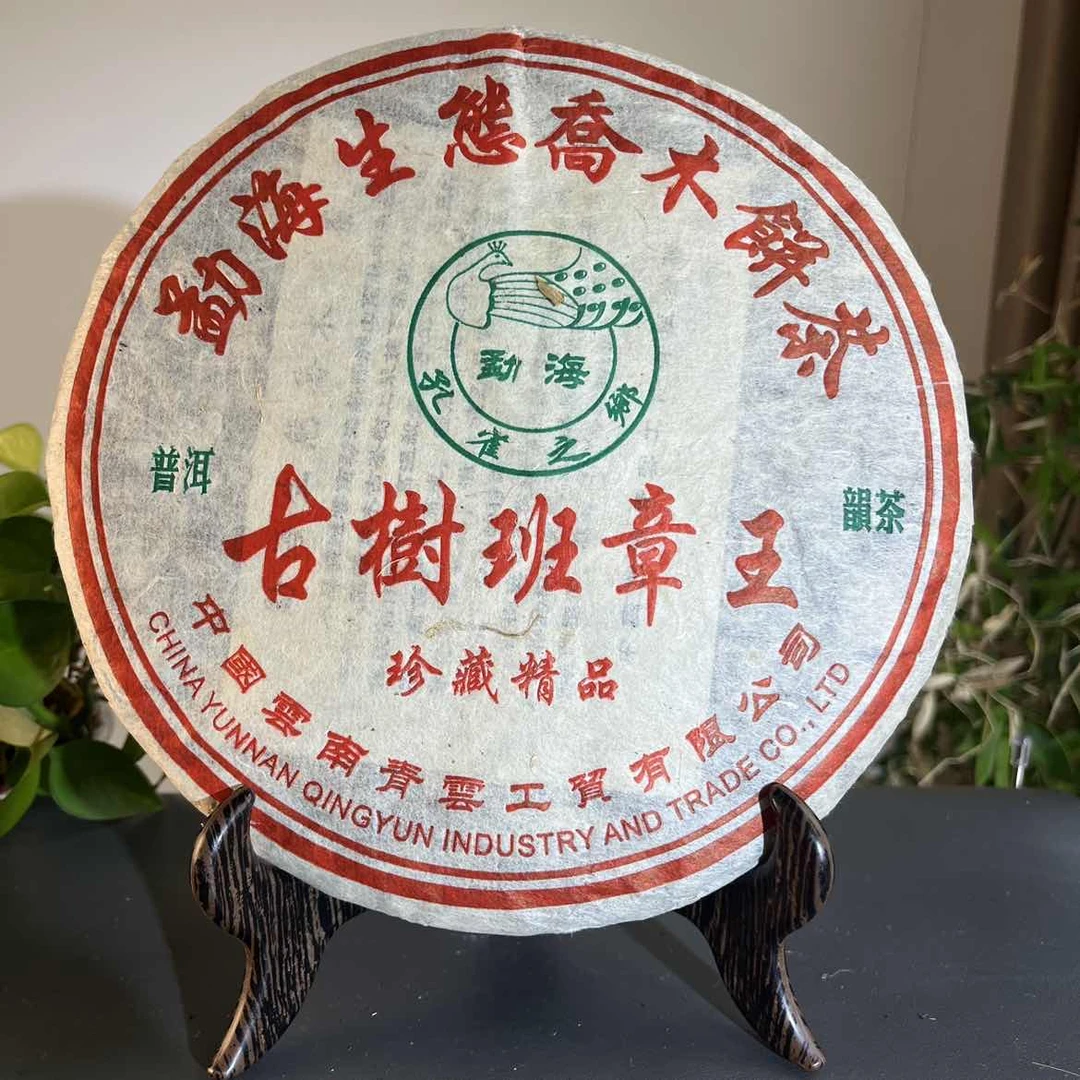 勐海生態喬木餅茶
勐海
孔雀之鄉
普洱
韻茶
古樹班章王
珍藏精品
中國雲南青雲工貿有限公司
CHINA YUNNAN QINGYUN INDUSTRY AND TRADE CO., LTD